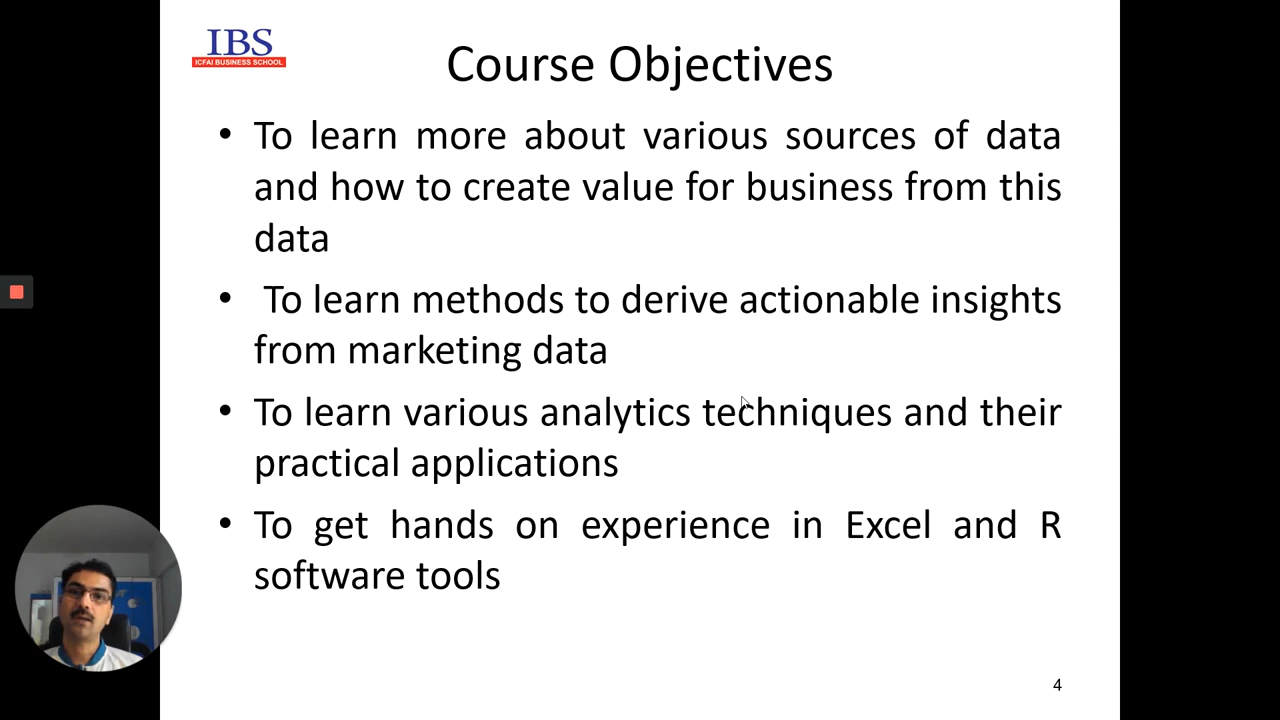 IBS
ICFAI BUSINESS SCHOOL
Course Objectives
• To learn more about various sources of data
and how to create value for business from this
data
• To learn methods to derive actionable insights
from marketing data
• To learn various analytics techniques and their
practical applications
• To get hands on experience in Excel and R
software tools
4